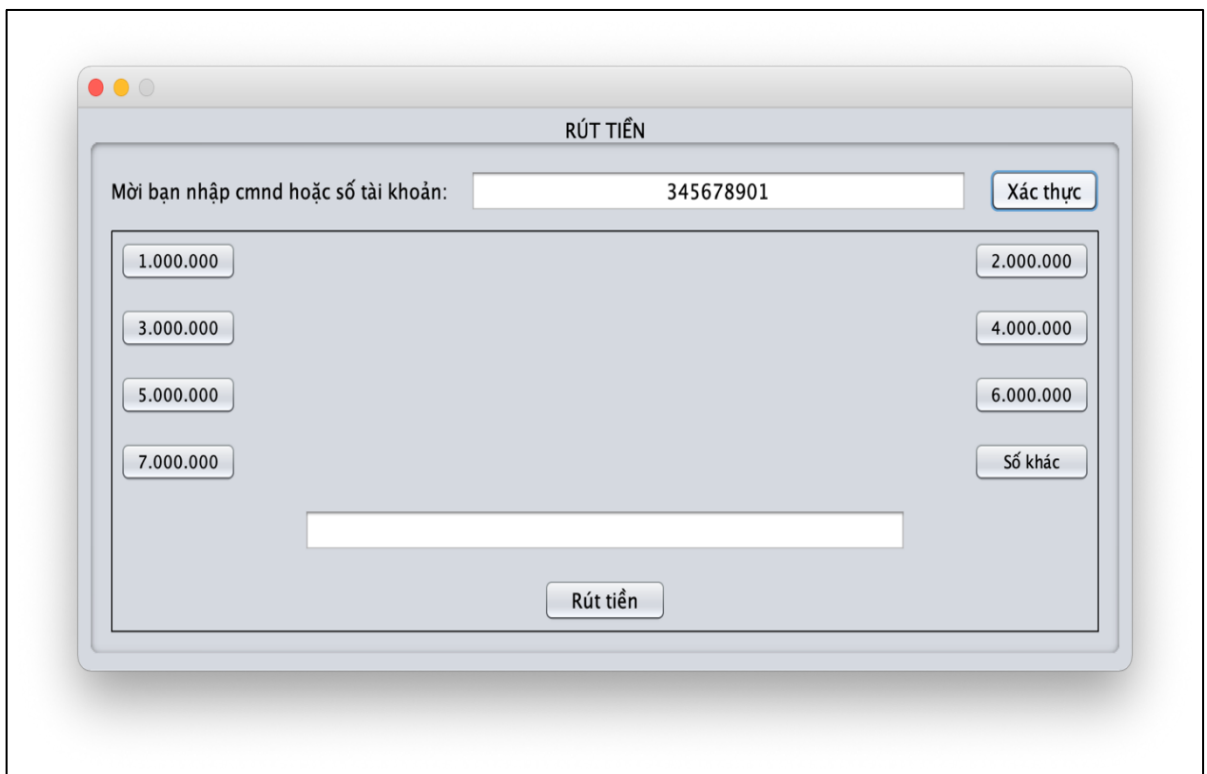 RÚT TIỀN
Mời bạn nhập cmnd hoặc số tài khoản: 345678901 Xác thực
1.000.000 2.000.000
3.000.000 4.000.000
5.000.000 6.000.000
7.000.000 Số khác
Rút tiền